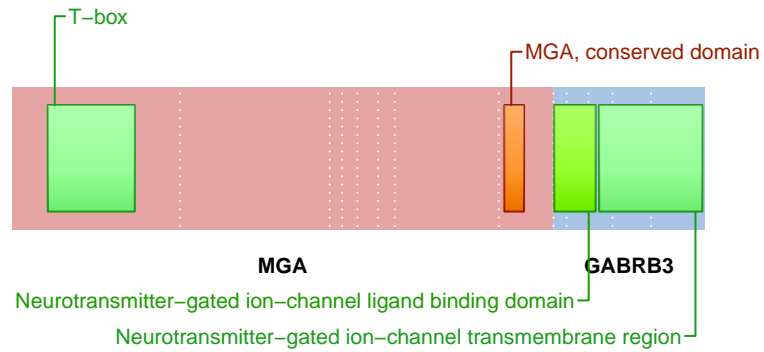 T−box
MGA, conserved domain
MGA
GABRB3
Neurotransmitter−gated ion−channel ligand binding domain
Neurotransmitter−gated ion−channel transmembrane region